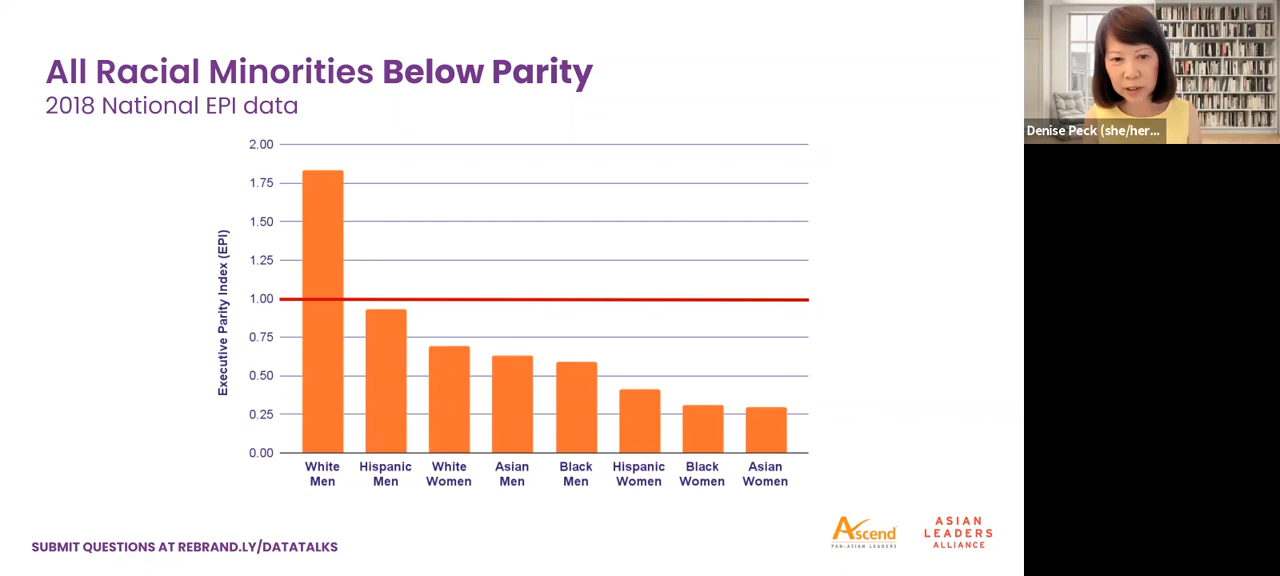 All Racial Minorities Below Parity
2018 National EPI data
Denise Peck (she/her...
Executive Parity Index (EPI)
2.00
1.75
1.50
1.25
1.00
0.75
0.50
0.25
0.00
White Men
Hispanic Men
White Women
Asian Men
Black Men
Hispanic Women
Black Women
Asian Women
SUBMIT QUESTIONS AT REBRAND.LY/DATATALKS
Ascend
PAN-ASIAN LEADERS
ASIAN
LEADERS
ALLIANCE